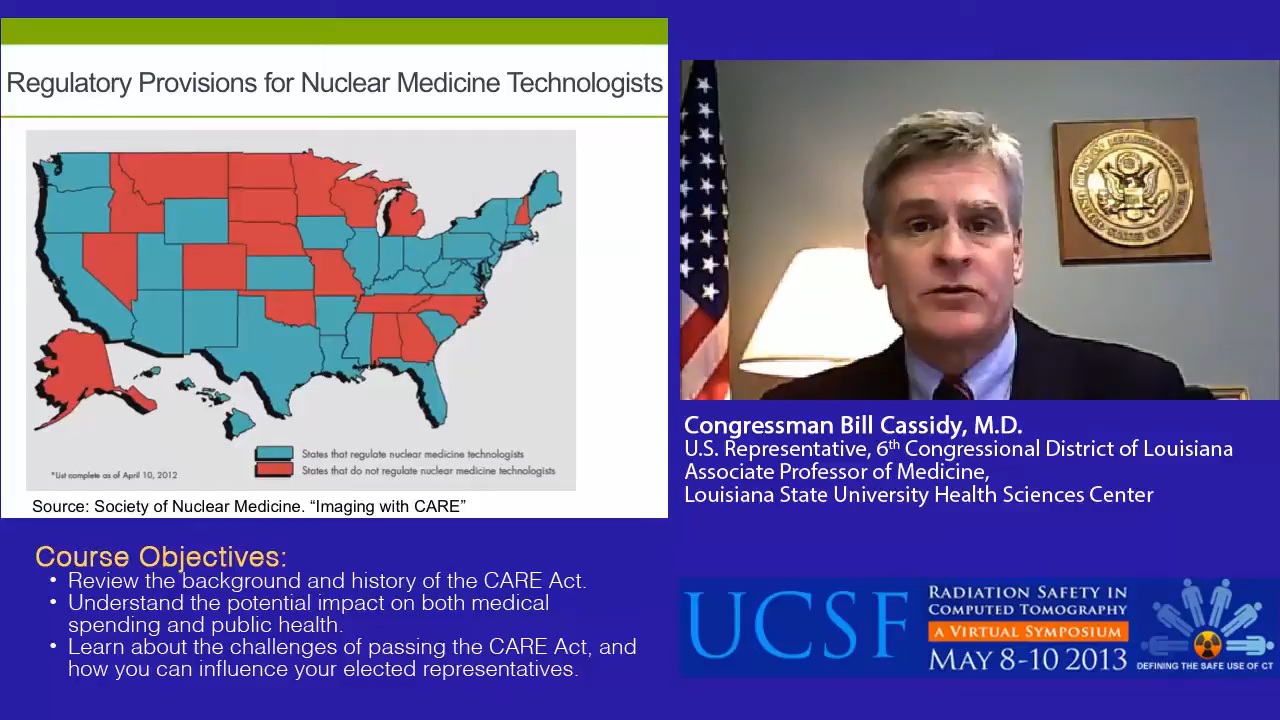 Regulatory Provisions for Nuclear Medicine Technologists
States that regulate nuclear medicine technologists
States that do not regulate nuclear medicine technologists
*List complete as of April 10, 2012
Source: Society of Nuclear Medicine. “Imaging with CARE”
Congressman Bill Cassidy, M.D.
U.S. Representative, 6th Congressional District of Louisiana
Associate Professor of Medicine,
Louisiana State University Health Sciences Center
Course Objectives:
• Review the background and history of the CARE Act.
• Understand the potential impact on both medical
spending and public health.
• Learn about the challenges of passing the CARE Act, and
how you can influence your elected representatives.
UCSF
Radiation Safety in
Computed Tomography
a Virtual Symposium
May 8-10 2013
DEFINING THE SAFE USE OF CT